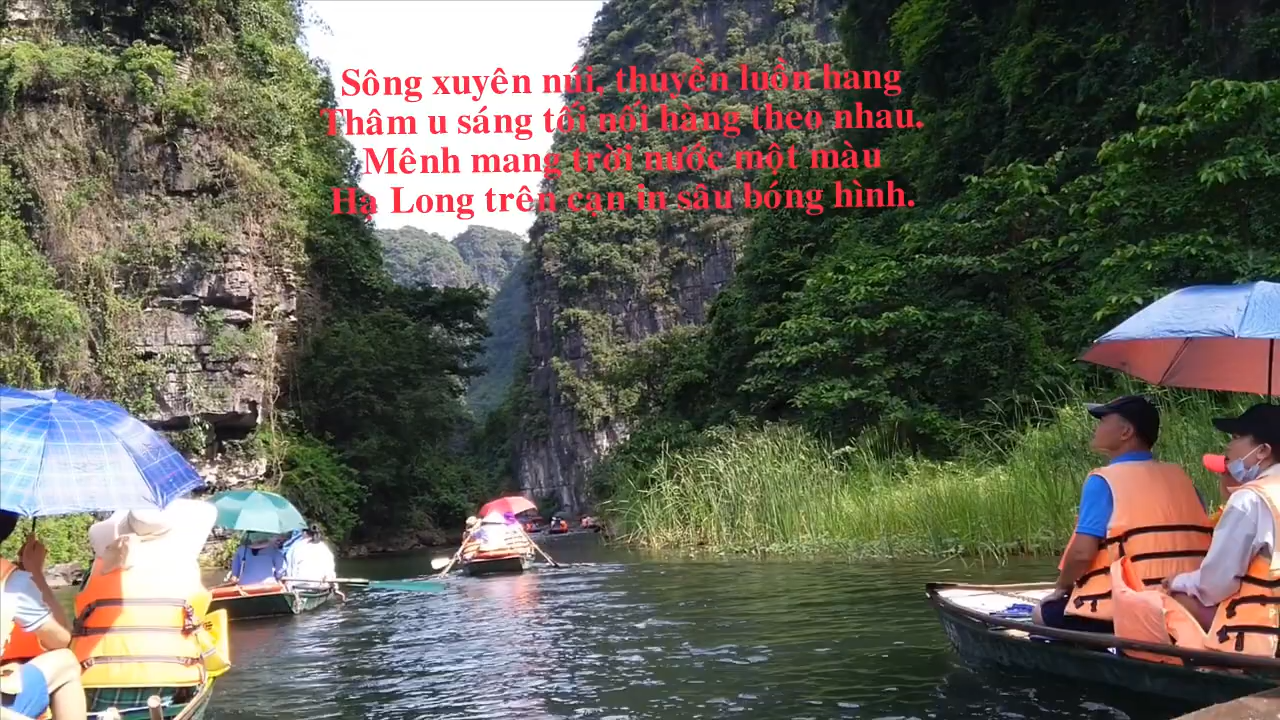 Sông xuyên núi, thuyền luồn hang
Thâm u sáng tối nối hàng theo nhau.
Mênh mang trời nước một màu
Hạ Long trên cạn in sâu bóng hình.